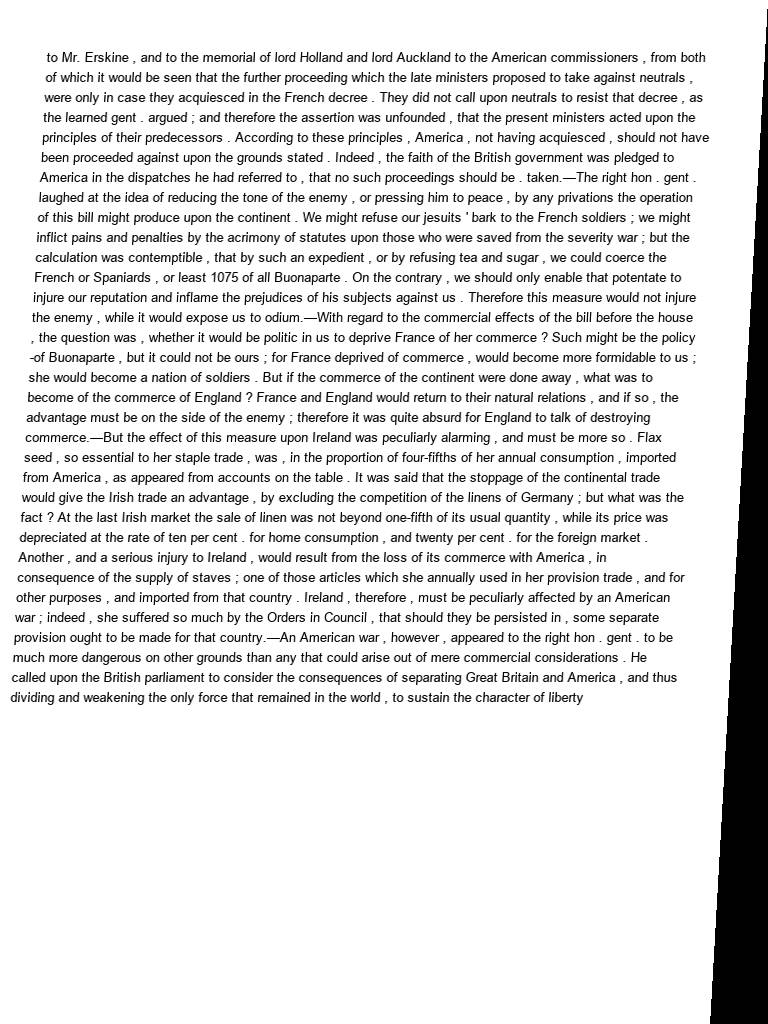 to Mr. Erskine , and to the memorial of lord Holland and lord Auckland to the American commissioners , from both
of which it would be seen that the further proceeding which the late ministers proposed to take against neutrals ,
were only in case they acquiesced in the French decree . They did not call upon neutrals to resist that decree , as
the learned gent . argued ; and therefore the assertion was unfounded , that the present ministers acted upon the
principles of their predecessors . According to these principles , America , not having acquiesced , should not have
been proceeded against upon the grounds stated . Indeed , the faith of the British government was pledged to
America in the dispatches he had referred to , that no such proceedings should be . taken.—The right hon . gent .
laughed at the idea of reducing the tone of the enemy , or pressing him to peace , by any privations the operation
of this bill might produce upon the continent . We might refuse our jesuits ' bark to the French soldiers ; we might
inflict pains and penalties by the acrimony of statutes upon those who were saved from the severity war ; but the
calculation was contemptible , that by such an expedient , or by refusing tea and sugar , we could coerce the
French or Spaniards , or least 1075 of all Buonaparte . On the contrary , we should only enable that potentate to
injure our reputation and inflame the prejudices of his subjects against us . Therefore this measure would not injure
the enemy , while it would expose us to odium.—With regard to the commercial effects of the bill before the house
, the question was , whether it would be politic in us to deprive France of her commerce ? Such might be the policy
-of Buonaparte , but it could not be ours ; for France deprived of commerce , would become more formidable to us ;
she would become a nation of soldiers . But if the commerce of the continent were done away , what was to
become of the commerce of England ? France and England would return to their natural relations , and if so , the
advantage must be on the side of the enemy ; therefore it was quite absurd for England to talk of destroying
commerce.—But the effect of this measure upon Ireland was peculiarly alarming , and must be more so . Flax
seed , so essential to her staple trade , was , in the proportion of four-fifths of her annual consumption , imported
from America , as appeared from accounts on the table . It was said that the stoppage of the continental trade
would give the Irish trade an advantage , by excluding the competition of the linens of Germany ; but what was the
fact ? At the last Irish market the sale of linen was not beyond one-fifth of its usual quantity , while its price was
depreciated at the rate of ten per cent . for home consumption , and twenty per cent . for the foreign market .
Another , and a serious injury to Ireland , would result from the loss of its commerce with America , in
consequence of the supply of staves ; one of those articles which she annually used in her provision trade , and for
other purposes , and imported from that country . Ireland , therefore , must be peculiarly affected by an American
war ; indeed , she suffered so much by the Orders in Council , that should they be persisted in , some separate
provision ought to be made for that country.—An American war , however , appeared to the right hon . gent . to be
much more dangerous on other grounds than any that could arise out of mere commercial considerations . He
called upon the British parliament to consider the consequences of separating Great Britain and America , and thus
dividing and weakening the only force that remained in the world , to sustain the character of liberty